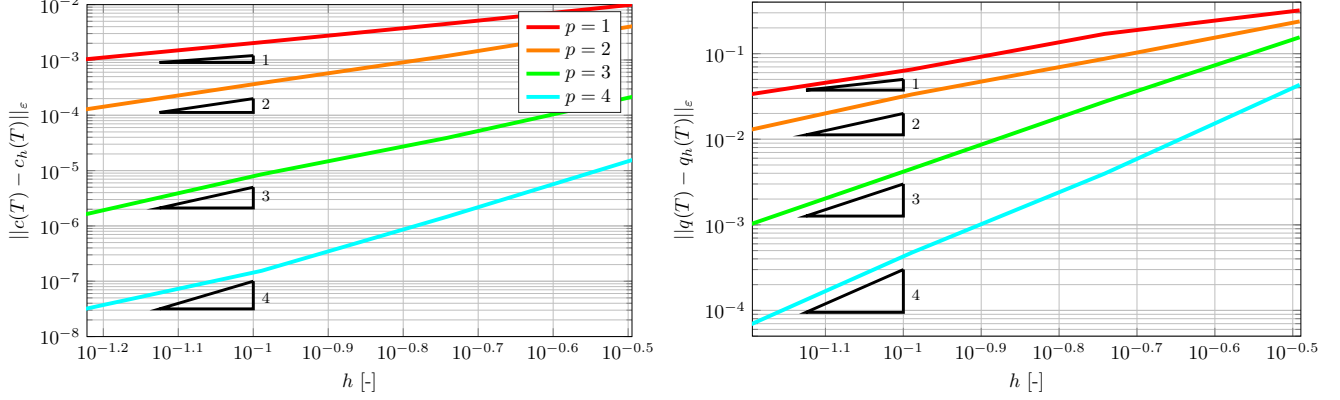 10^−2
10^−3
10^−4
10^−5
10^−6
10^−7
10^−8
||c(T) − c_h(T)||_ε
p = 1
p = 2
p = 3
p = 4
1
2
3
4
10^−1.2 10^−1.1 10^−1 10^−0.9 10^−0.8 10^−0.7 10^−0.6 10^−0.5
h [-]
10^−1
10^−2
10^−3
10^−4
||q(T) − q_h(T)||_ε
1
2
3
4
10^−1.1 10^−1 10^−0.9 10^−0.8 10^−0.7 10^−0.6 10^−0.5
h [-]